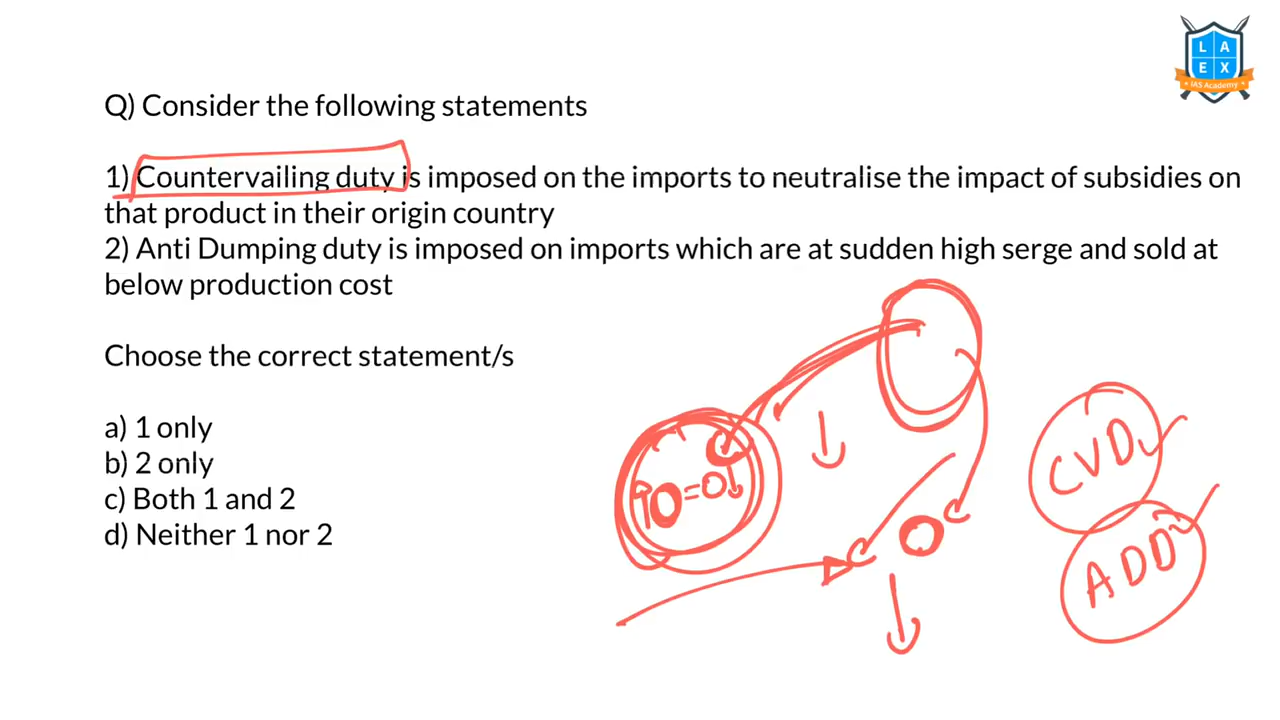 L A
E X
IAS Academy
Q) Consider the following statements
1) Countervailing duty is imposed on the imports to neutralise the impact of subsidies on
that product in their origin country
2) Anti Dumping duty is imposed on imports which are at sudden high serge and sold at
below production cost
Choose the correct statement/s
a) 1 only
b) 2 only
c) Both 1 and 2
d) Neither 1 nor 2
CVD
ADD